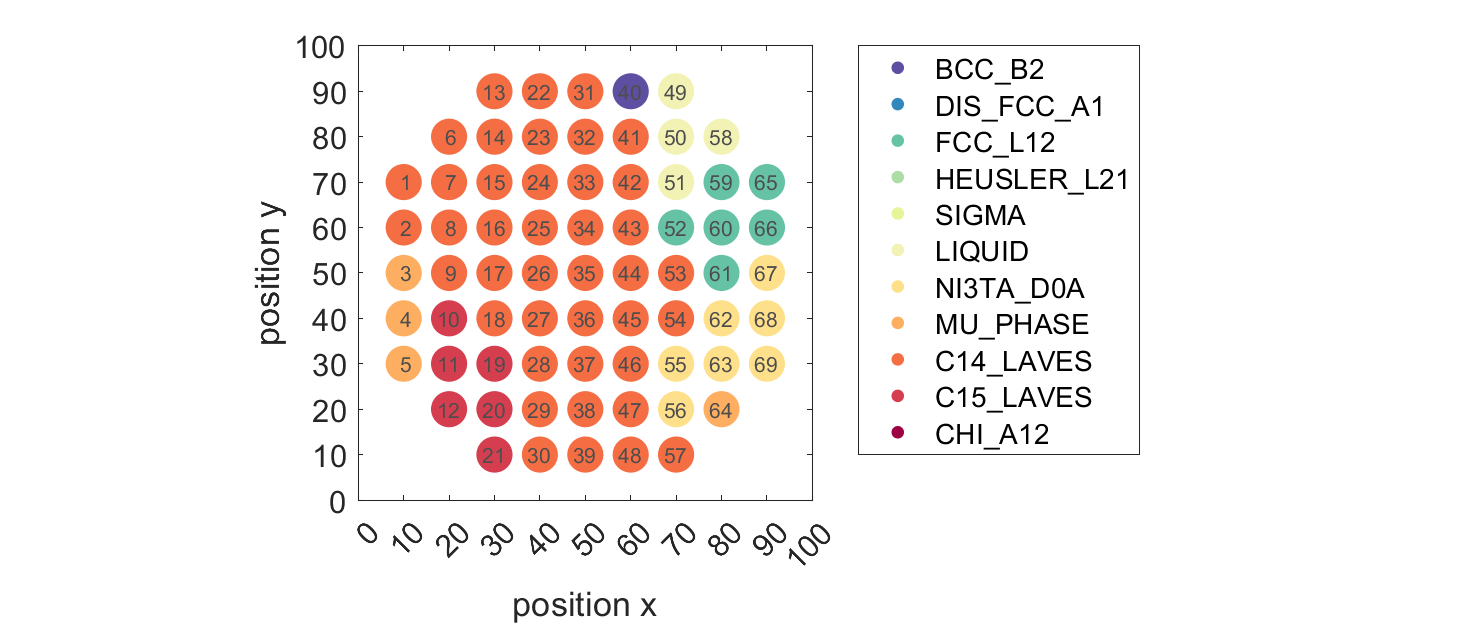 100
90
80
70
60
50
40
30
20
10
0
position y
13 22 31 40 49
6 14 23 32 41 50 58
1 7 15 24 33 42 51 59 65
2 8 16 25 34 43 52 60 66
3 9 17 26 35 44 53 61 67
4 10 18 27 36 45 54 62 68
5 11 19 28 37 46 55 63 69
12 20 29 38 47 56 64
21 30 39 48 57
0 10 20 30 40 50 60 70 80 90 100
position x
BCC_B2
DIS_FCC_A1
FCC_L12
HEUSLER_L21
SIGMA
LIQUID
NI3TA_D0A
MU_PHASE
C14_LAVES
C15_LAVES
CHI_A12